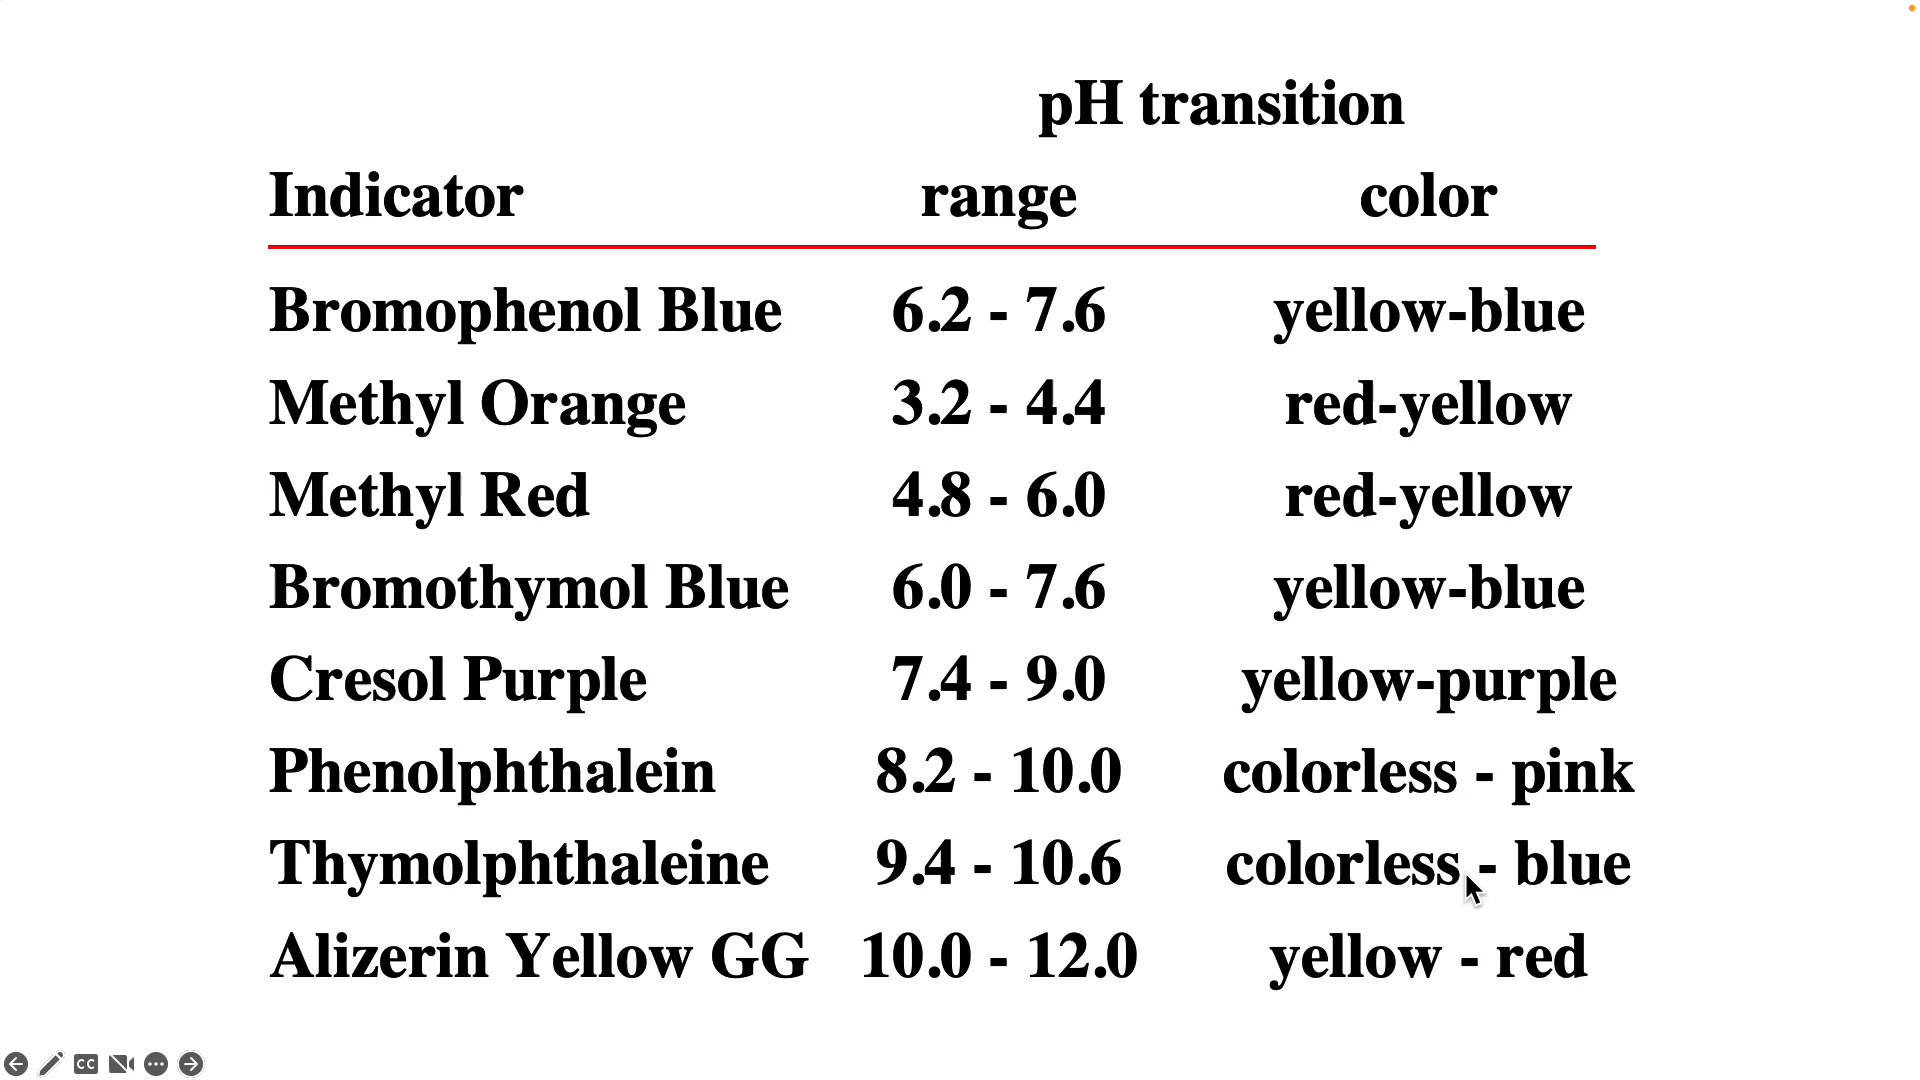 pH transition
Indicator range color
Bromophenol Blue 6.2 - 7.6 yellow-blue
Methyl Orange 3.2 - 4.4 red-yellow
Methyl Red 4.8 - 6.0 red-yellow
Bromothymol Blue 6.0 - 7.6 yellow-blue
Cresol Purple 7.4 - 9.0 yellow-purple
Phenolphthalein 8.2 - 10.0 colorless - pink
Thymolphthaleine 9.4 - 10.6 colorless - blue
Alizerin Yellow GG 10.0 - 12.0 yellow - red
CC